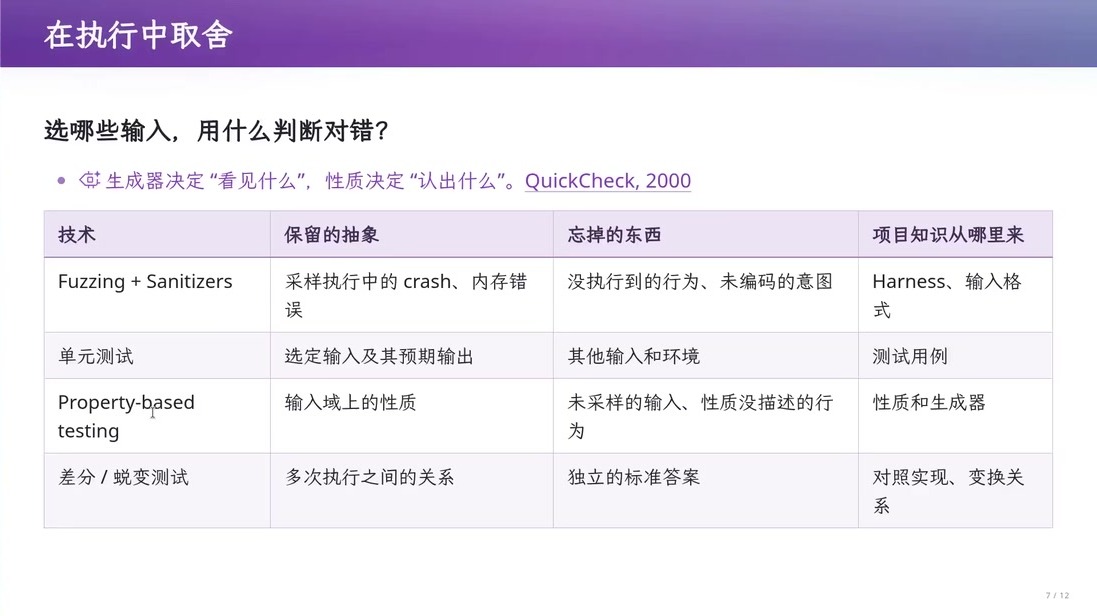 在执行中取舍
选哪些输入，用什么判断对错？
生成器决定 “看见什么”，性质决定 “认出什么”。QuickCheck, 2000
技术 保留的抽象 忘掉的东西 项目知识从哪里来
Fuzzing + Sanitizers 采样执行中的 crash、内存错 没执行到的行为、未编码的意图 Harness、输入格
误 式
单元测试 选定输入及其预期输出 其他输入和环境 测试用例
Property-based 输入域上的性质 未采样的输入、性质没描述的行 性质和生成器
testing 为
差分 / 蜕变测试 多次执行之间的关系 独立的标准答案 对照实现、变换关
系
7 / 12